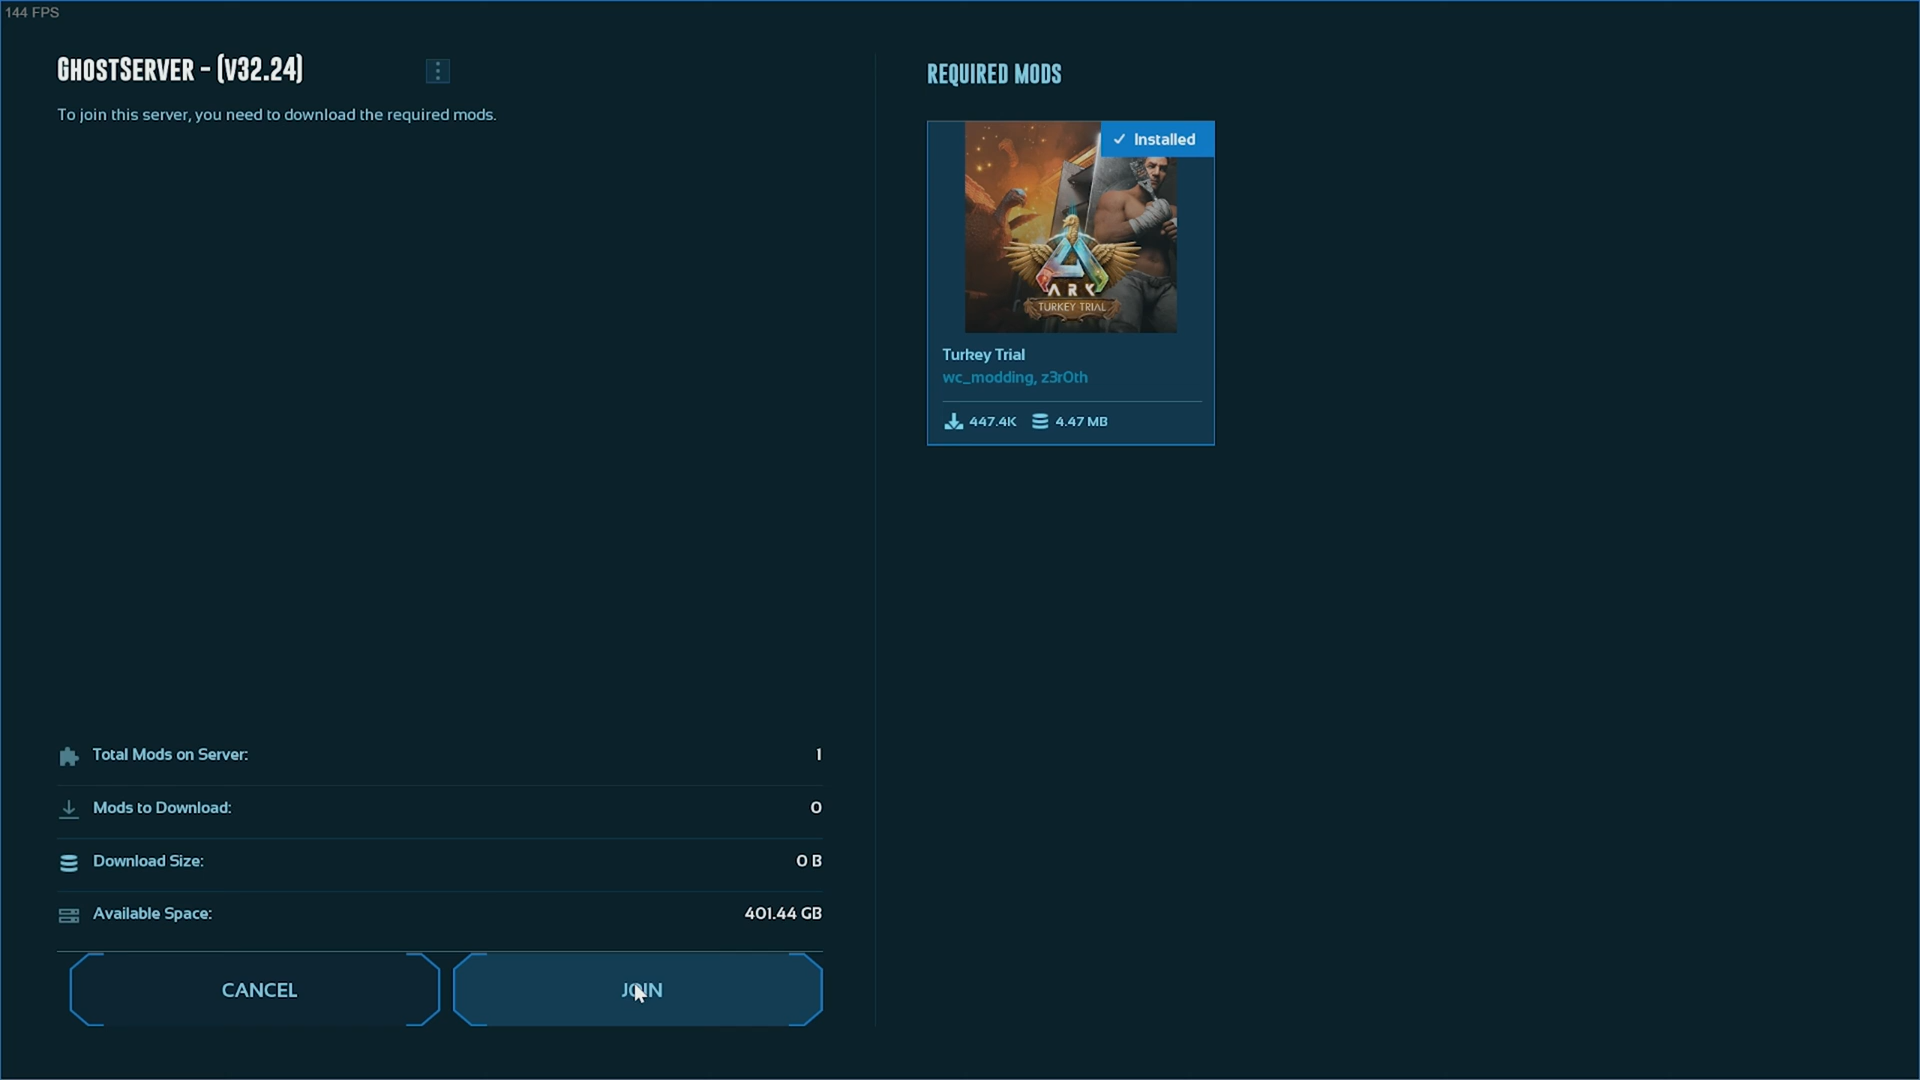 144 FPS
GHOSTSERVER - (V32.24)
To join this server, you need to download the required mods.
Total Mods on Server: 1
Mods to Download: 0
Download Size: 0 B
Available Space: 401.44 GB
CANCEL
JOIN
REQUIRED MODS
Installed
ARK
TURKEY TRIAL
Turkey Trial
wc_modding, z3r0th
447.4K 4.47 MB